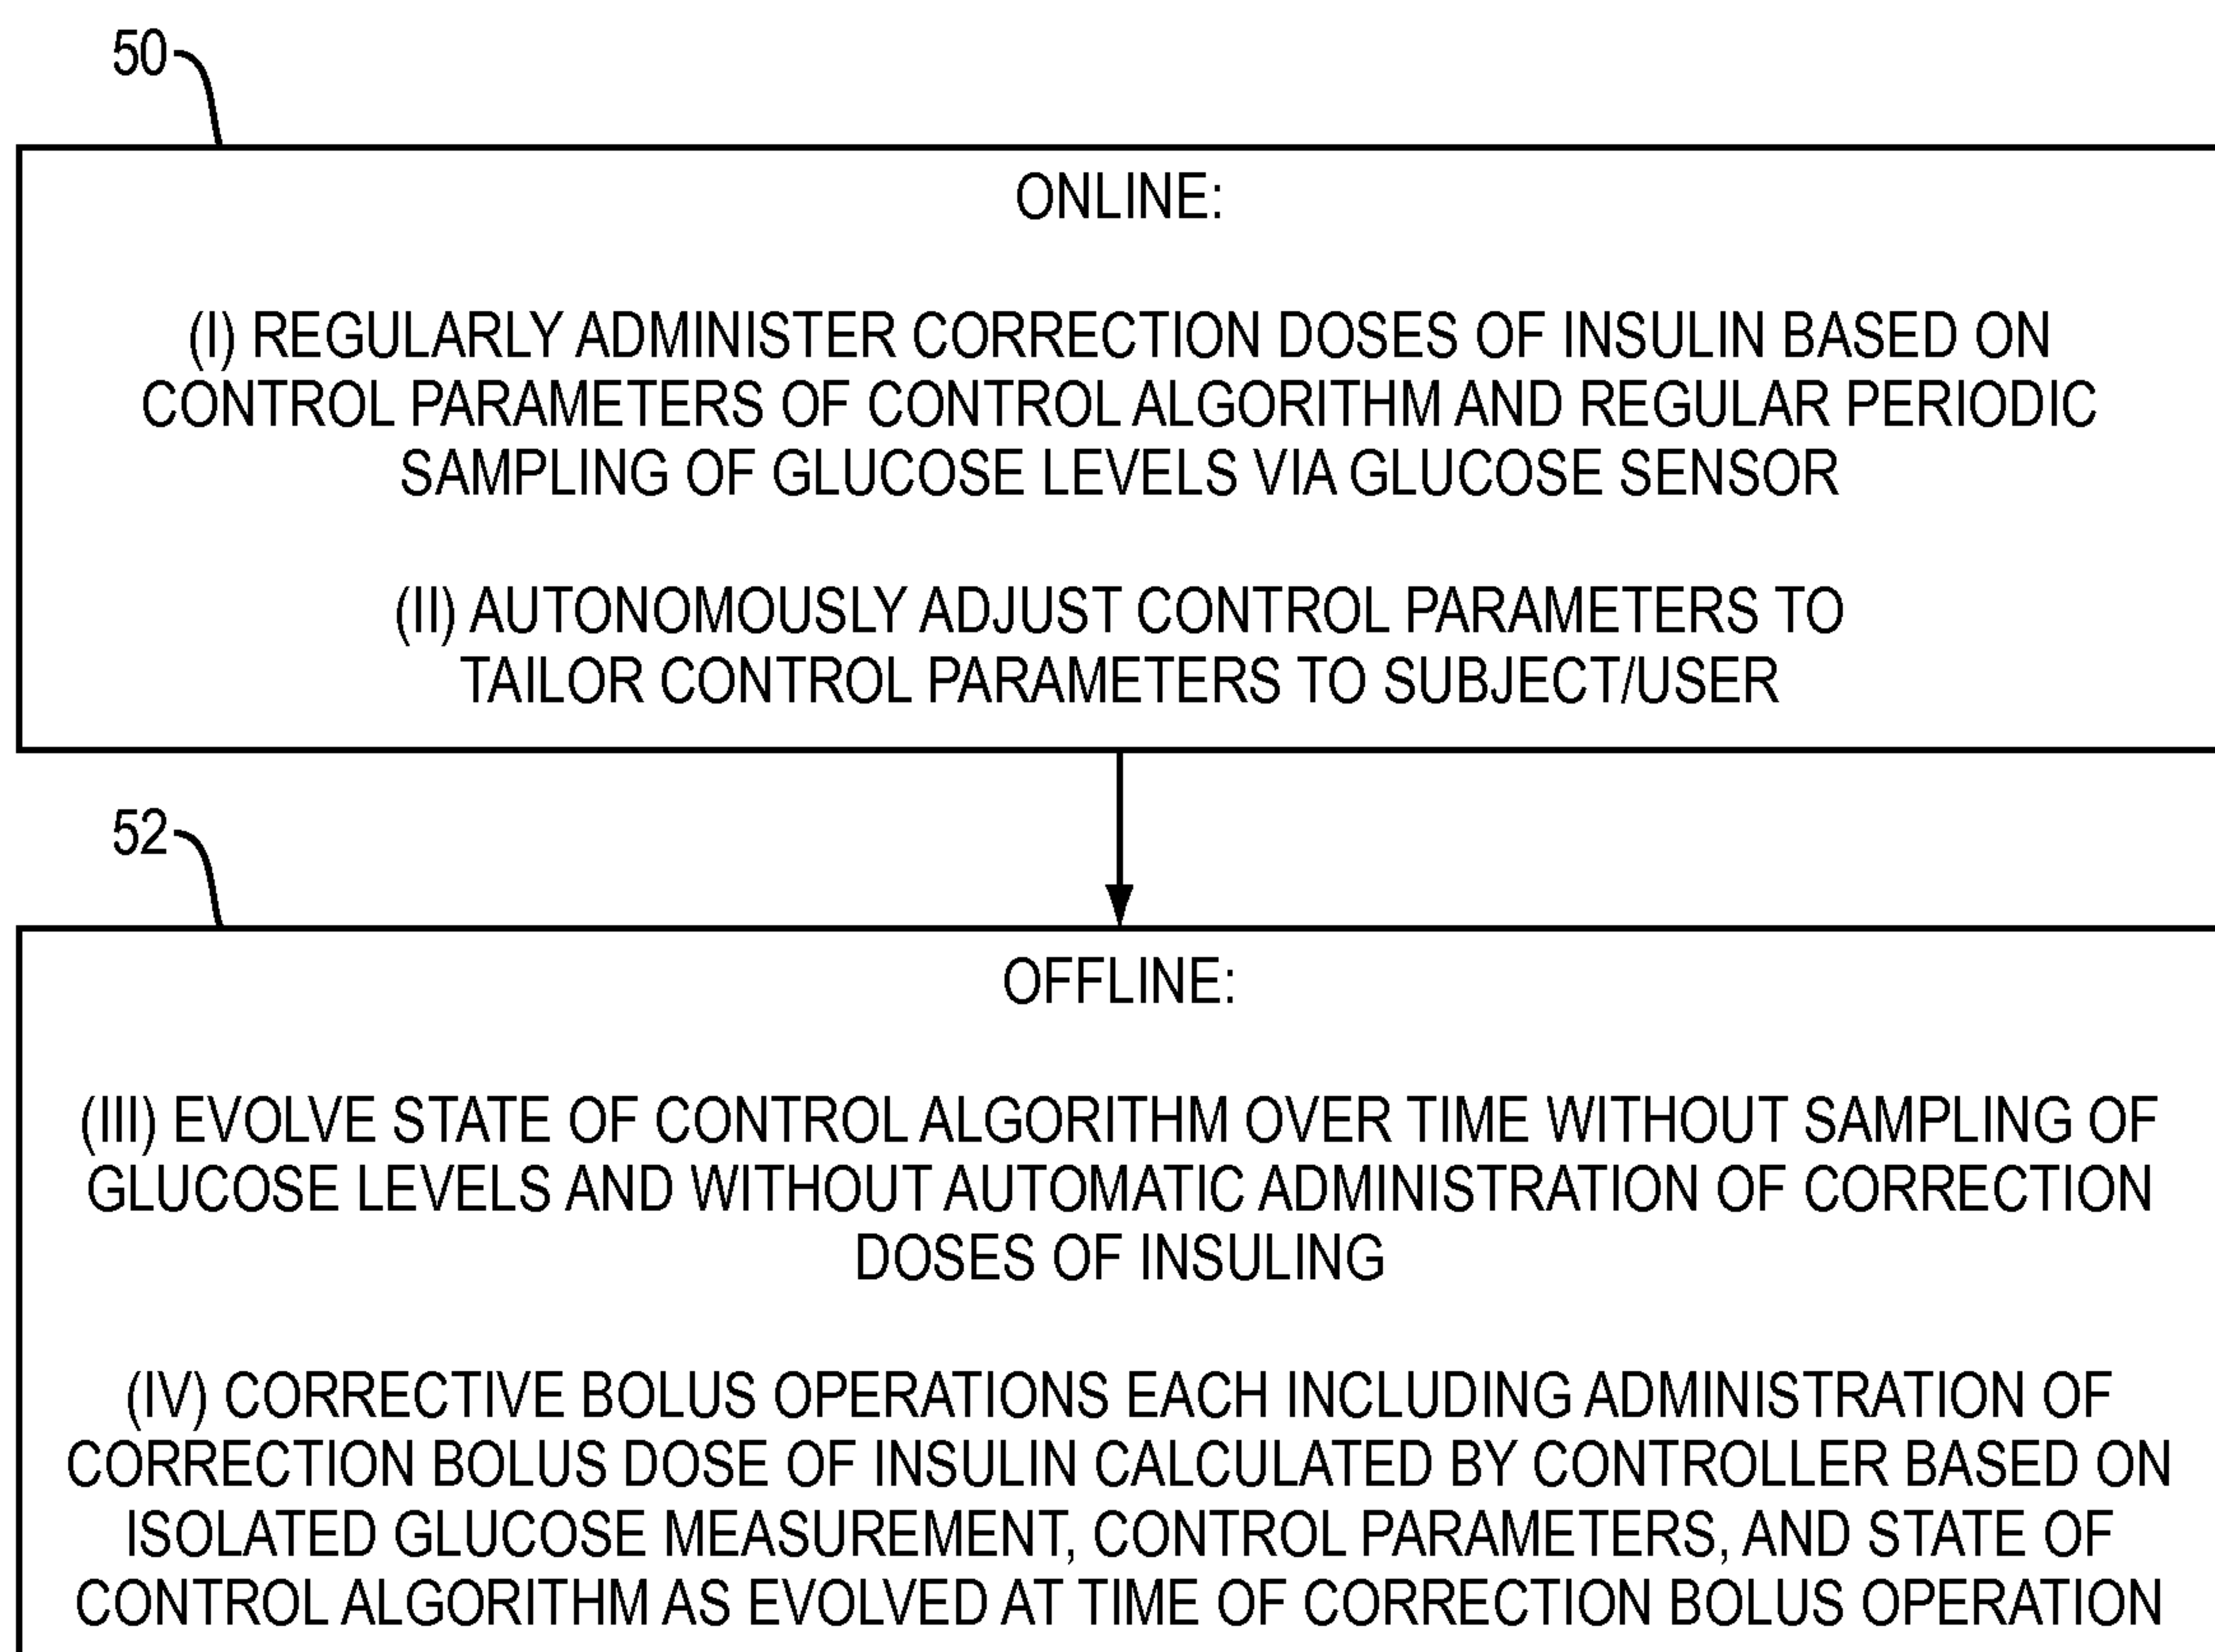 50
ONLINE:
(I) REGULARLY ADMINISTER CORRECTION DOSES OF INSULIN BASED ON
CONTROL PARAMETERS OF CONTROL ALGORITHM AND REGULAR PERIODIC
SAMPLING OF GLUCOSE LEVELS VIA GLUCOSE SENSOR
(II) AUTONOMOUSLY ADJUST CONTROL PARAMETERS TO
TAILOR CONTROL PARAMETERS TO SUBJECT/USER
52
OFFLINE:
(III) EVOLVE STATE OF CONTROL ALGORITHM OVER TIME WITHOUT SAMPLING OF
GLUCOSE LEVELS AND WITHOUT AUTOMATIC ADMINISTRATION OF CORRECTION
DOSES OF INSULING
(IV) CORRECTIVE BOLUS OPERATIONS EACH INCLUDING ADMINISTRATION OF
CORRECTION BOLUS DOSE OF INSULIN CALCULATED BY CONTROLLER BASED ON
ISOLATED GLUCOSE MEASUREMENT, CONTROL PARAMETERS, AND STATE OF
CONTROL ALGORITHM AS EVOLVED AT TIME OF CORRECTION BOLUS OPERATION